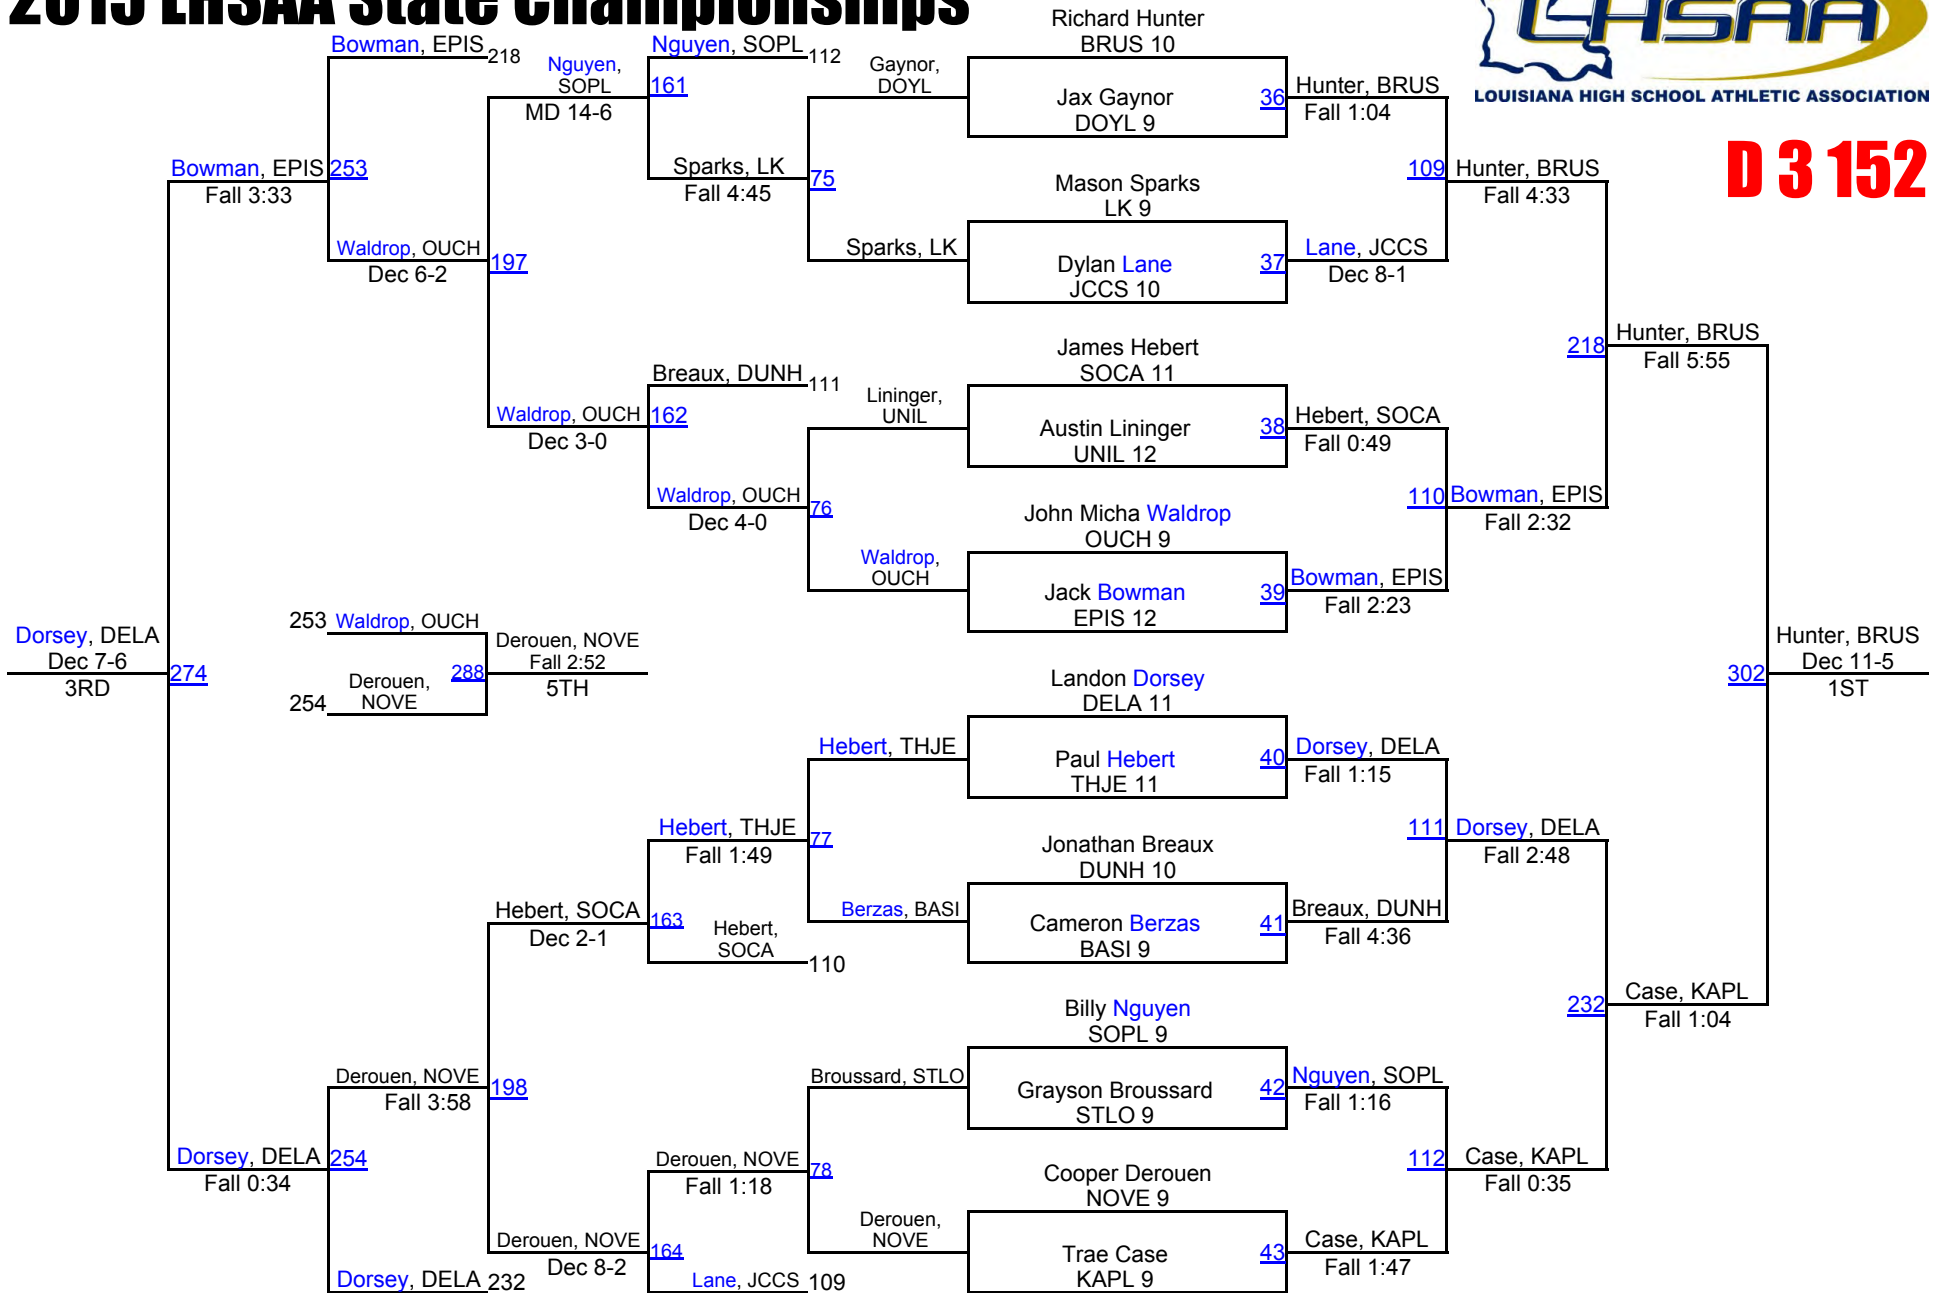 2015 LHSAA State Championships
LHSAA
LOUISIANA HIGH SCHOOL ATHLETIC ASSOCIATION
D 3 152
Bowman, EPIS
218
Nguyen,
SOPL
MD 14-6
Nguyen, SOPL
112
161
Gaynor,
DOYL
Richard Hunter
BRUS 10
Jax Gaynor
DOYL 9
36
Hunter, BRUS
Fall 1:04
Bowman, EPIS
253
Fall 3:33
Sparks, LK
Fall 4:45
75
Mason Sparks
LK 9
109
Hunter, BRUS
Fall 4:33
Waldrop, OUCH
Dec 6-2
197
Sparks, LK
Dylan Lane
JCCS 10
37
Lane, JCCS
Dec 8-1
James Hebert
SOCA 11
218
Hunter, BRUS
Fall 5:55
Breaux, DUNH
111
Lininger,
UNIL
Waldrop, OUCH
162
Dec 3-0
Austin Lininger
UNIL 12
38
Hebert, SOCA
Fall 0:49
Waldrop, OUCH
Dec 4-0
76
John Micha Waldrop
OUCH 9
110
Bowman, EPIS
Fall 2:32
Waldrop,
OUCH
Jack Bowman
EPIS 12
39
Bowman, EPIS
Fall 2:23
Dorsey, DELA
Dec 7-6
3RD
274
253
Waldrop, OUCH
254
Derouen,
NOVE
288
Derouen, NOVE
Fall 2:52
5TH
Landon Dorsey
DELA 11
302
Hunter, BRUS
Dec 11-5
1ST
Hebert, THJE
Paul Hebert
THJE 11
40
Dorsey, DELA
Fall 1:15
Hebert, THJE
Fall 1:49
77
Jonathan Breaux
DUNH 10
111
Dorsey, DELA
Fall 2:48
Hebert, SOCA
Dec 2-1
163
Hebert,
SOCA
110
Berzas, BASI
Cameron Berzas
BASI 9
41
Breaux, DUNH
Fall 4:36
Billy Nguyen
SOPL 9
232
Case, KAPL
Fall 1:04
Derouen, NOVE
Fall 3:58
198
Broussard, STLO
Grayson Broussard
STLO 9
42
Nguyen, SOPL
Fall 1:16
Dorsey, DELA
254
Fall 0:34
Derouen, NOVE
Fall 1:18
78
Cooper Derouen
NOVE 9
112
Case, KAPL
Fall 0:35
Derouen, NOVE
Dec 8-2
164
Derouen,
NOVE
Trae Case
KAPL 9
43
Case, KAPL
Fall 1:47
Dorsey, DELA
232
Lane, JCCS
109